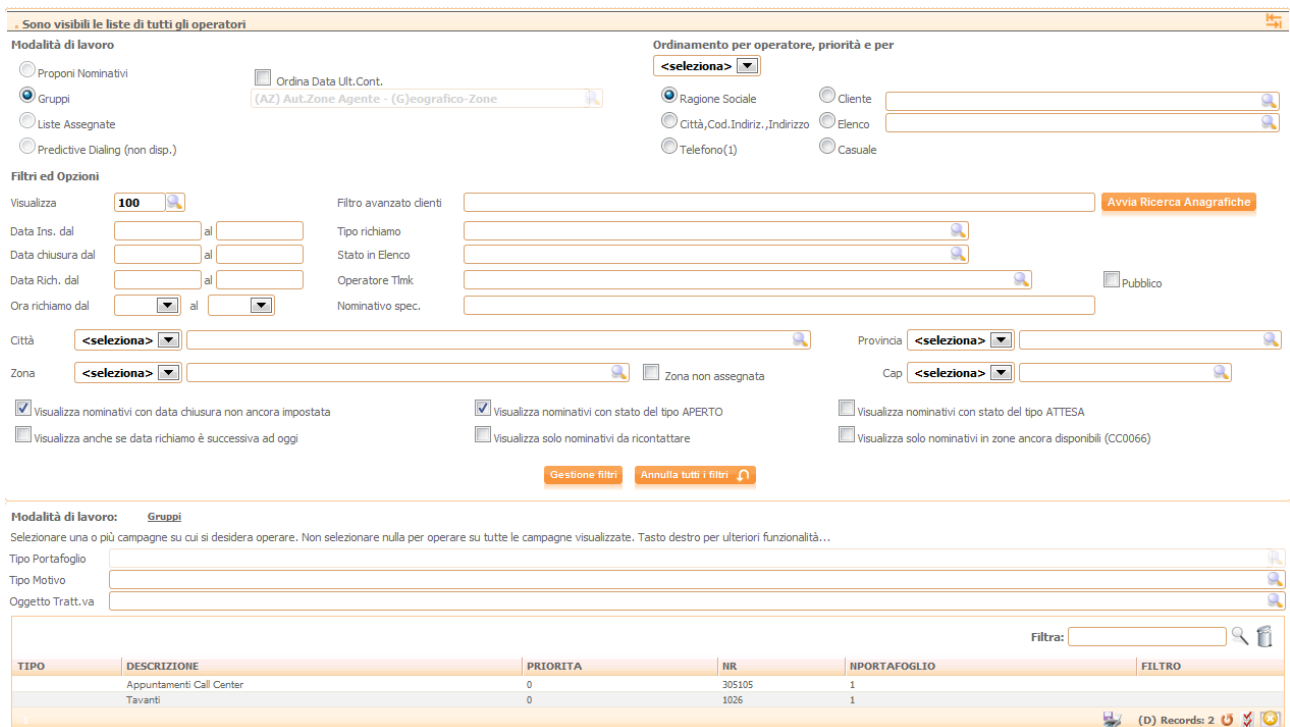 . Sono visibili le liste di tutti gli operatori
Modalità di lavoro
Ordinamento per operatore, priorità e per
<seleziona>
Proponi Nominativi
Ordina Data Ult.Cont.
Gruppi
(AZ) Aut.Zone Agente - (G)eografico-Zone
Ragione Sociale
Cliente
Liste Assegnate
Città,Cod.Indiriz.,Indirizzo
Elenco
Predictive Dialing (non disp.)
Telefono(1)
Casuale
Filtri ed Opzioni
Visualizza 100 Filtro avanzato clienti Avvia Ricerca Anagrafiche
Data Ins. dal al Tipo richiamo
Data chiusura dal al Stato in Elenco
Data Rich. dal al Operatore Tlmk Pubblico
Ora richiamo dal al Nominativo spec.
Città <seleziona> Provincia <seleziona>
Zona <seleziona> Zona non assegnata Cap <seleziona>
Visualizza nominativi con data chiusura non ancora impostata
Visualizza nominativi con stato del tipo APERTO
Visualizza nominativi con stato del tipo ATTESA
Visualizza anche se data richiamo è successiva ad oggi
Visualizza solo nominativi da ricontattare
Visualizza solo nominativi in zone ancora disponibili (CC0066)
Gestione filtri Annulla tutti i filtri
Modalità di lavoro: Gruppi
Selezionare una o più campagne su cui si desidera operare. Non selezionare nulla per operare su tutte le campagne visualizzate. Tasto destro per ulteriori funzionalità...
Tipo Portafoglio
Tipo Motivo
Oggetto Tratt.va
Filtra:
TIPO DESCRIZIONE PRIORITA NR NPORTAFOGLIO FILTRO
Appuntamenti Call Center 0 305105 1
Tavanti 0 1026 1
(D) Records: 2